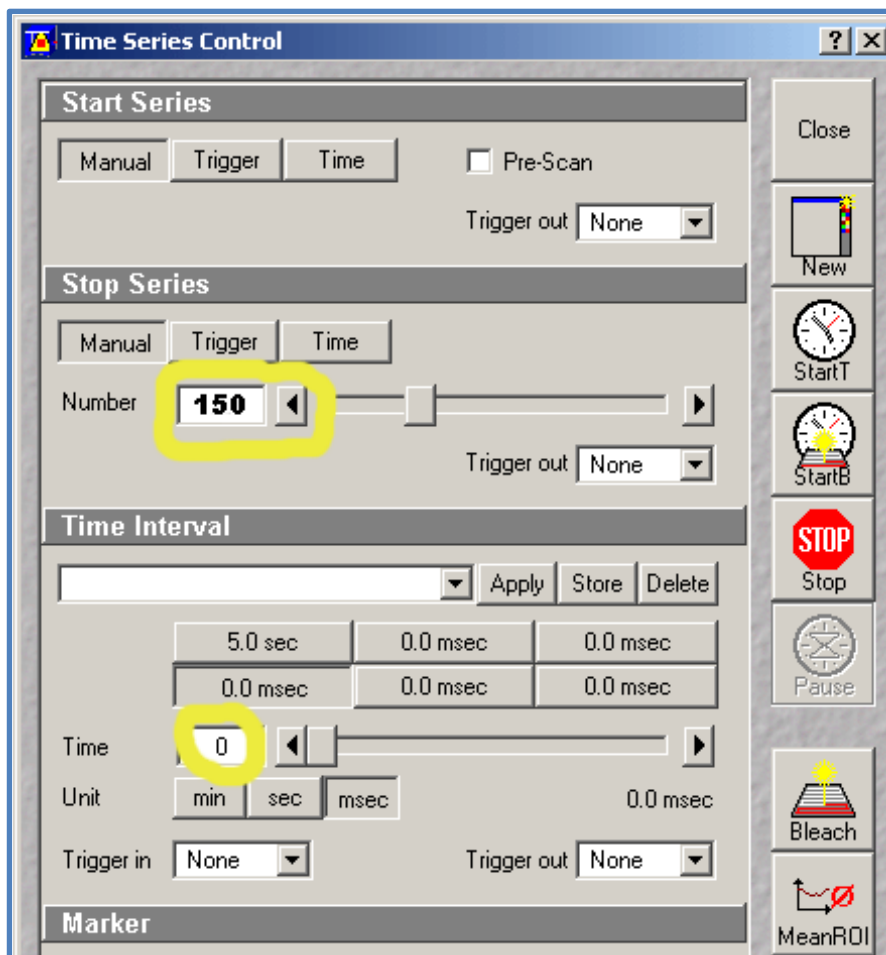 Time Series Control
Start Series
Close
Manual Trigger Time Pre-Scan
Trigger out None
New
Stop Series
Manual Trigger Time
StartT
Number 150
Trigger out None
StartB
Time Interval
STOP
Apply Store Delete
Stop
5.0 sec 0.0 msec 0.0 msec
0.0 msec 0.0 msec 0.0 msec
Pause
Time 0
Unit min sec msec 0.0 msec
Bleach
Trigger in None Trigger out None
Marker
MeanROI